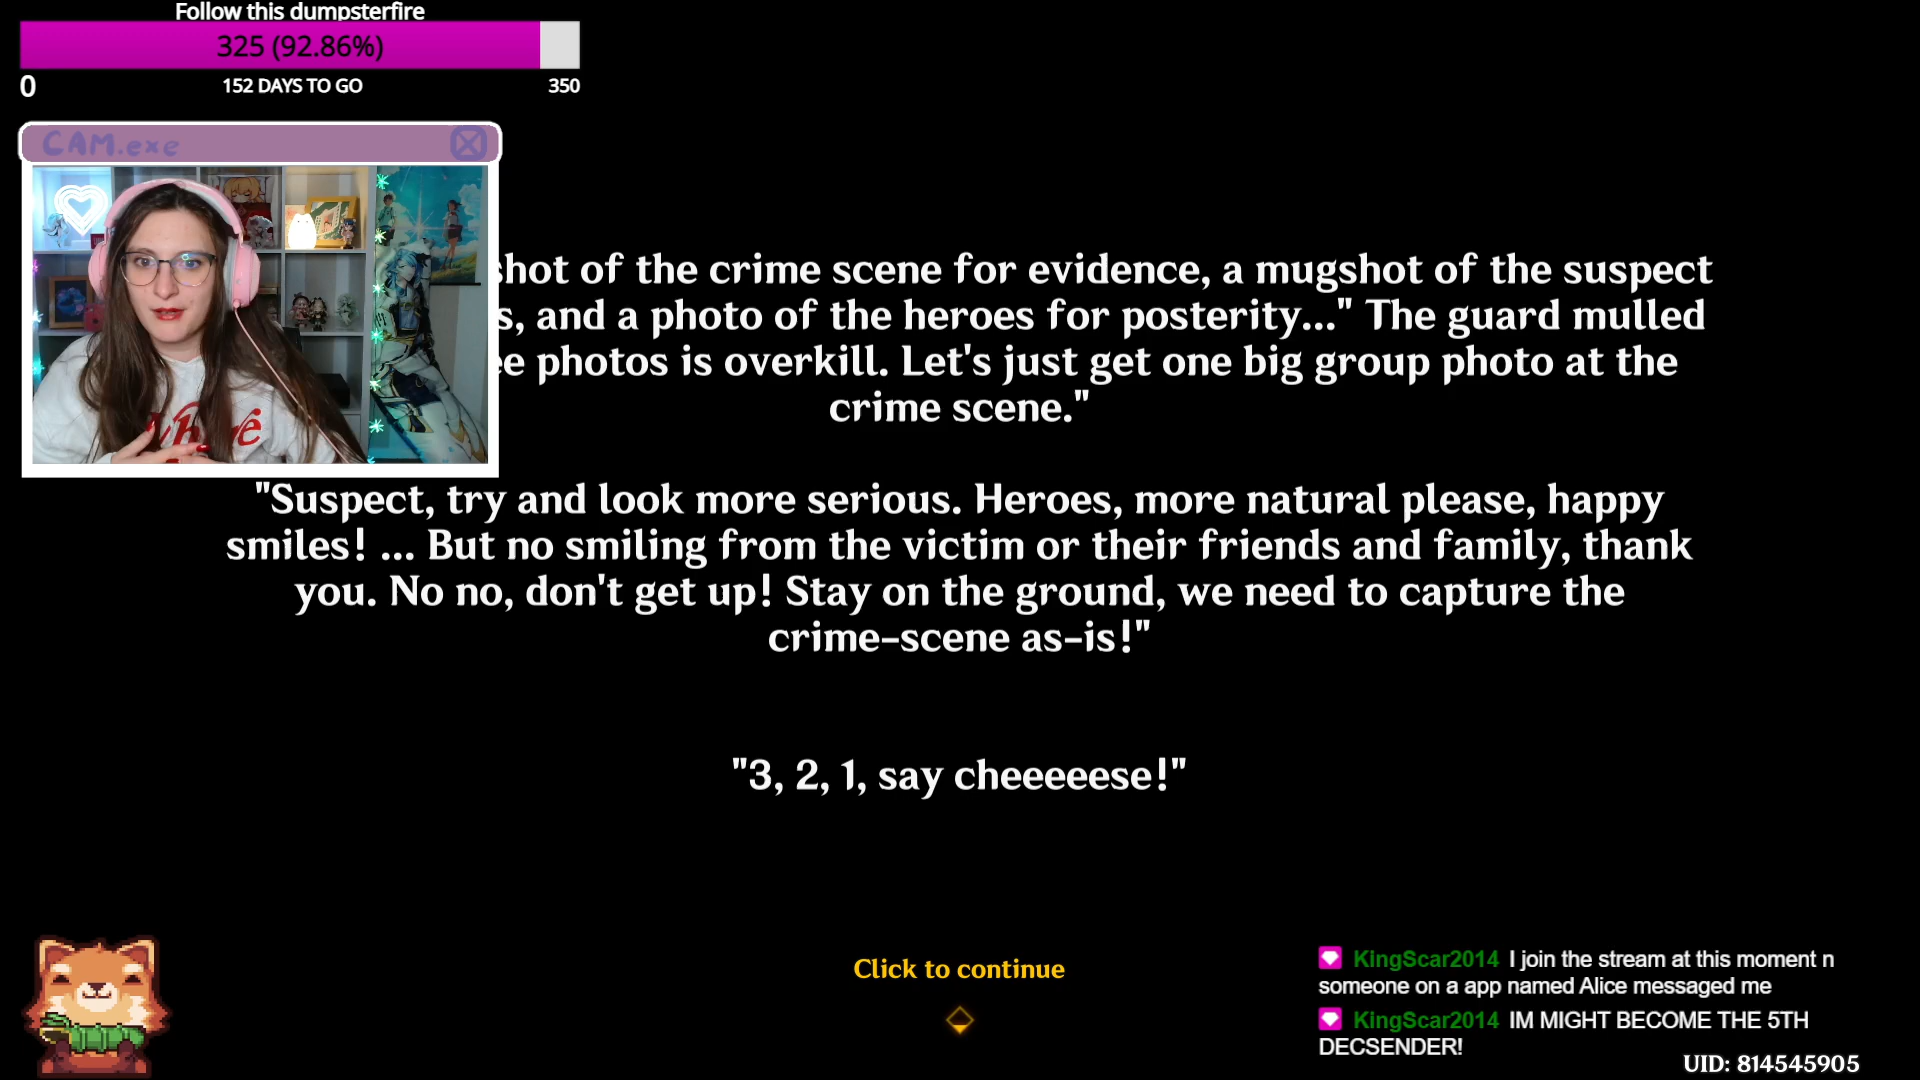 Follow this dumpsterfire
325 (92.86%)
0
152 DAYS TO GO
350
CAM.exe
shot of the crime scene for evidence, a mugshot of the suspect
s, and a photo of the heroes for posterity..." The guard mulled
photos is overkill. Let's just get one big group photo at the
crime scene."
"Suspect, try and look more serious. Heroes, more natural please, happy
smiles! ... But no smiling from the victim or their friends and family, thank
you. No no, don't get up! Stay on the ground, we need to capture the
crime-scene as-is!"
"3, 2, 1, say cheeeeese!"
Click to continue
KingScar2014 I join the stream at this moment n
someone on a app named Alice messaged me
KingScar2014 IM MIGHT BECOME THE 5TH
DECSENDER!
UID: 814545905